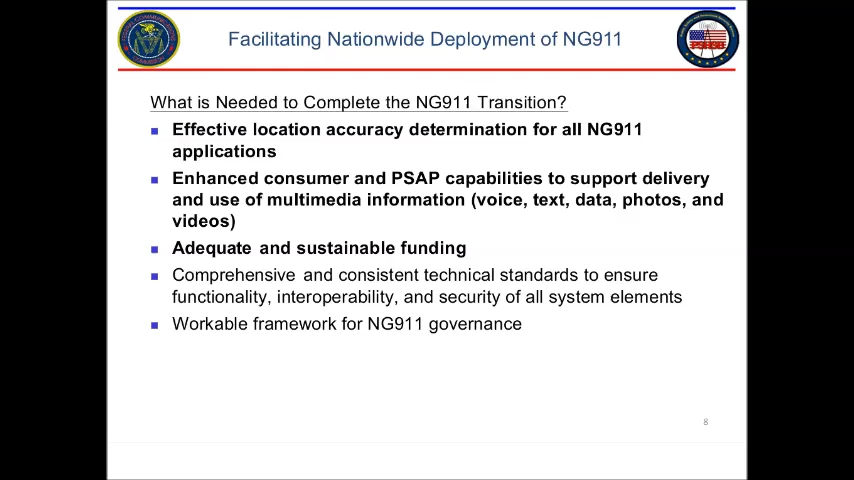 Facilitating Nationwide Deployment of NG911
What is Needed to Complete the NG911 Transition?
Effective location accuracy determination for all NG911
applications
Enhanced consumer and PSAP capabilities to support delivery
and use of multimedia information (voice, text, data, photos, and
videos)
Adequate and sustainable funding
Comprehensive and consistent technical standards to ensure
functionality, interoperability, and security of all system elements
Workable framework for NG911 governance
8